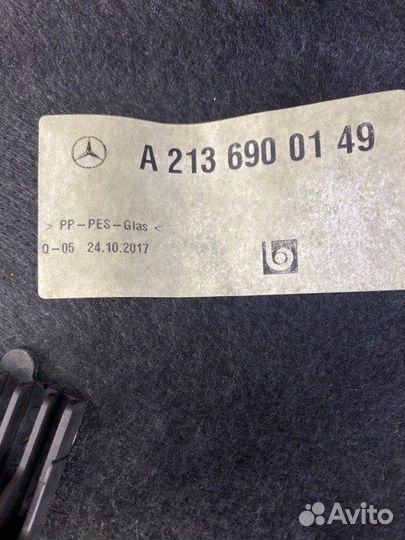 A 213 690 01 49
> PP-PES-Glas <
Q-05 24.10.2017
Avito